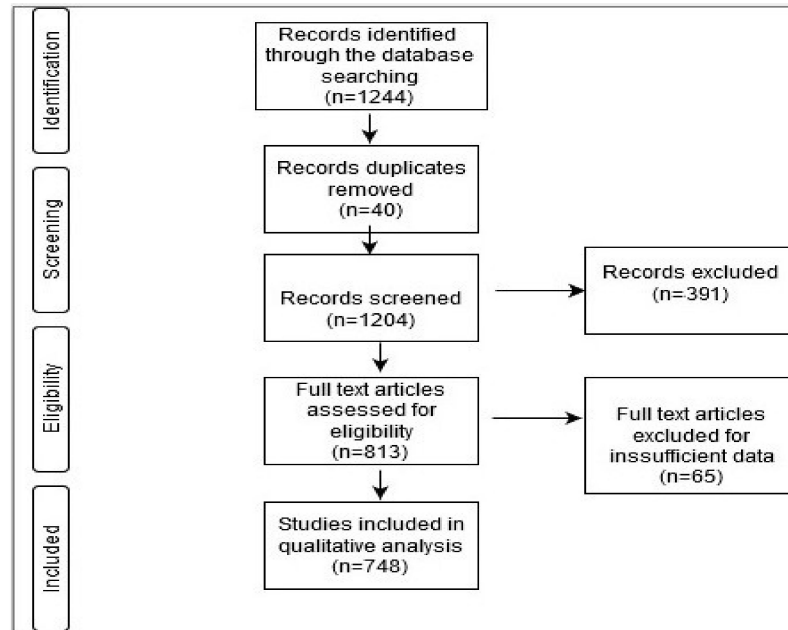 Identification
Records identified
through the database
searching
(n=1244)
Records duplicates
removed
(n=40)
Screening
Records screened
(n=1204)
Records excluded
(n=391)
Eligibility
Full text articles
assessed for
eligibility
(n=813)
Full text articles
excluded for
inssufficient data
(n=65)
Included
Studies included in
qualitative analysis
(n=748)